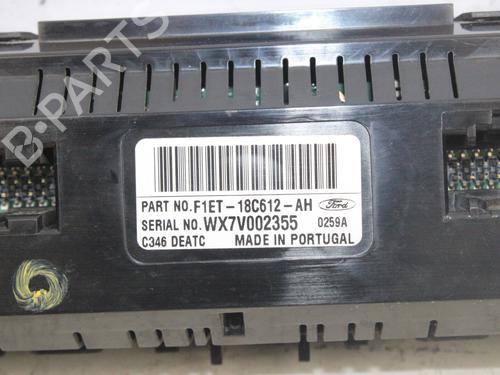 B-PARTS
PART NO. F1ET-18C612-AH Ford
SERIAL NO. WX7V002355 0259A
C346 DEATC MADE IN PORTUGAL